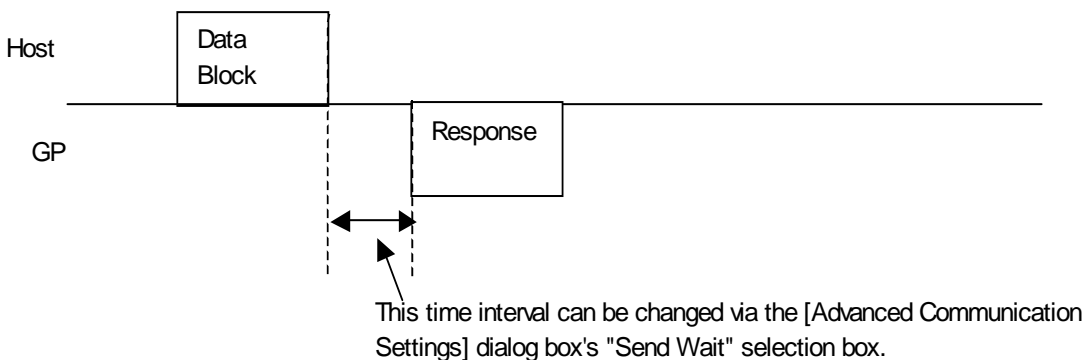 Host
Data
Block
GP
Response
This time interval can be changed via the [Advanced Communication
Settings] dialog box's "Send Wait" selection box.